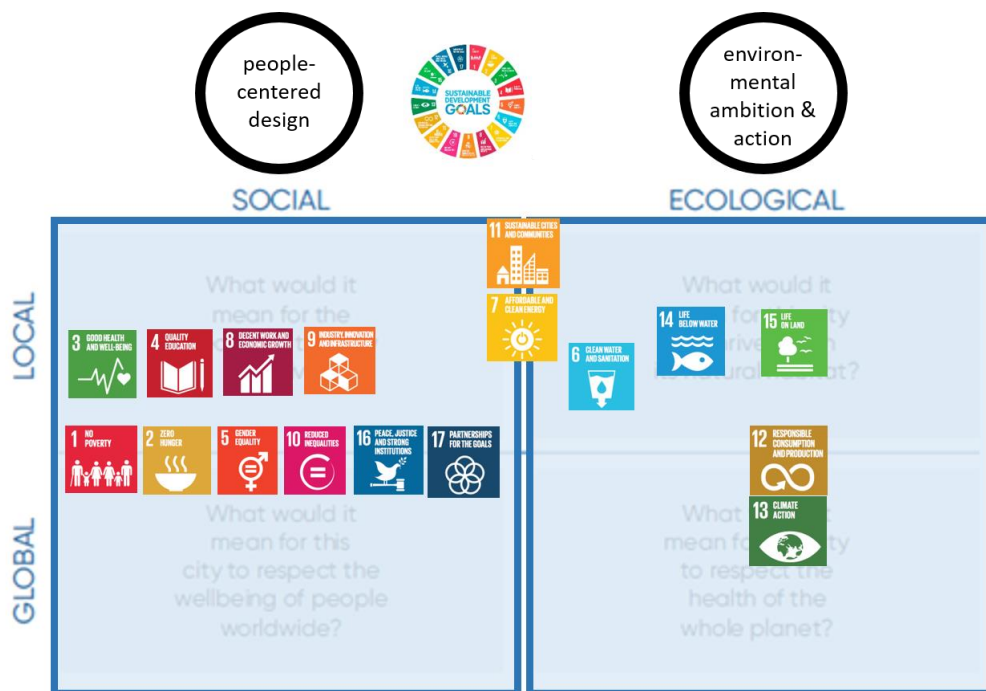 people-
centered
design
SUSTAINABLE
DEVELOPMENT
GOALS
environ-
mental
ambition &
action
SOCIAL
ECOLOGICAL
LOCAL
GLOBAL
What would it
mean for the
What would it
11 SUSTAINABLE CITIES
AND COMMUNITIES
7 AFFORDABLE AND
CLEAN ENERGY
3 GOOD HEALTH
AND WELL-BEING
4 QUALITY
EDUCATION
8 DECENT WORK AND
ECONOMIC GROWTH
9 INDUSTRY, INNOVATION
AND INFRASTRUCTURE
6 CLEAN WATER
AND SANITATION
14 LIFE
BELOW WATER
15 LIFE
ON LAND
its natural habitat?
1 NO
POVERTY
2 ZERO
HUNGER
5 GENDER
EQUALITY
10 REDUCED
INEQUALITIES
16 PEACE, JUSTICE
AND STRONG
INSTITUTIONS
17 PARTNERSHIPS
FOR THE GOALS
12 RESPONSIBLE
CONSUMPTION
AND PRODUCTION
13 CLIMATE
ACTION
What would it
mean for this
city to respect the
wellbeing of people
worldwide?
What
to respect the
health of the
whole planet?